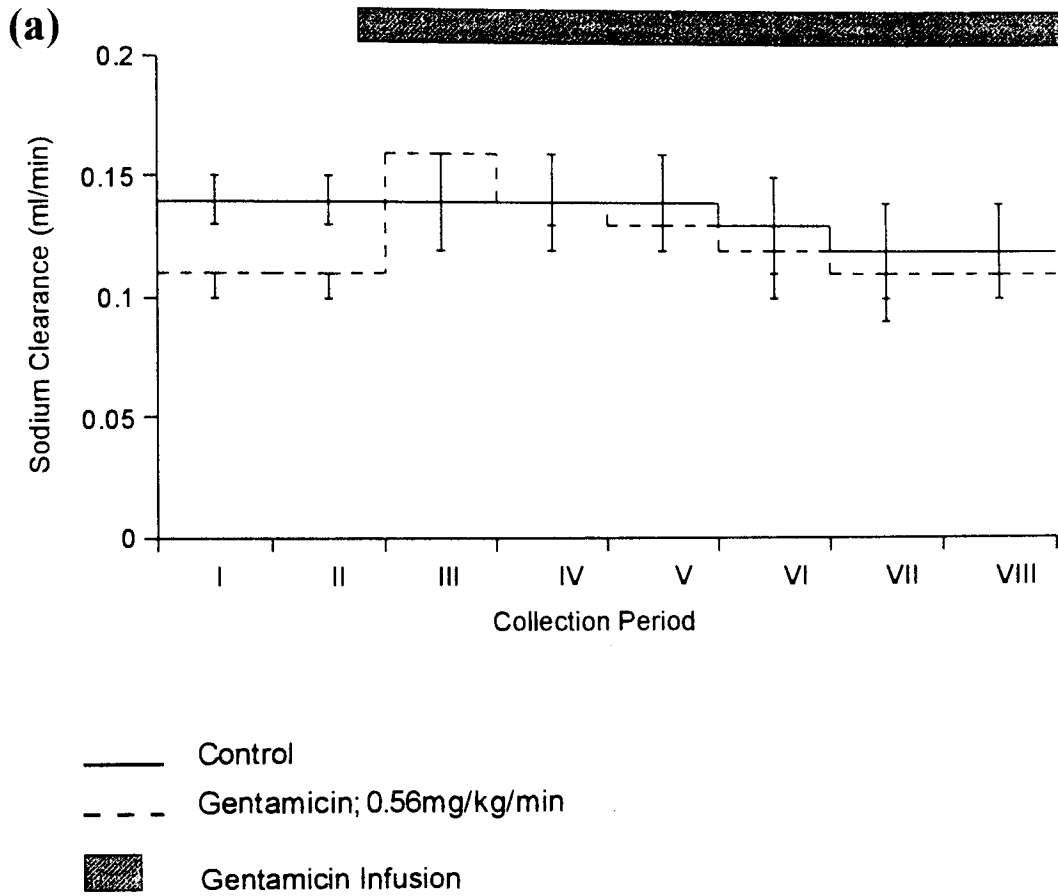 (a)
0.2
0.15
0.1
0.05
0
Sodium Clearance (ml/min)
I II III IV V VI VII VIII
Collection Period
Control
Gentamicin; 0.56mg/kg/min
Gentamicin Infusion